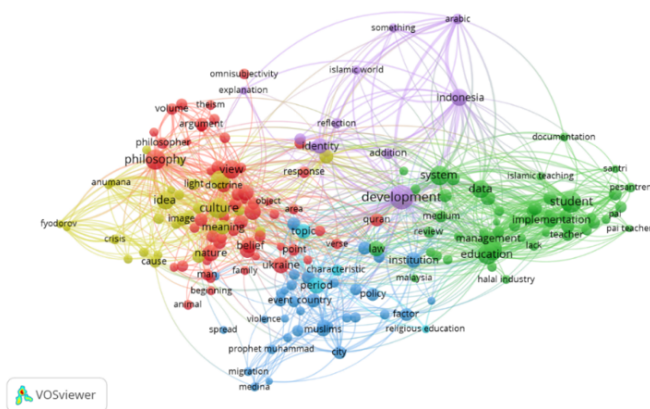 arabic
something
islamic world
omnisubjectivity
explanation
indonesia
volume
theism
argument
reflection
documentation
philosopher
identity
philosophy
addition
view
response
system
islamic teaching
santri
anumana
light
doctrine
data
pesantren
idea
development
student
object
culture
area
medium
pai
image
quran
implementation
fyodorov
meaning
topic
review
teacher
pai teacher
crisis
belief
point
verse
law
management
lack
nature
education
cause
family
ukraine
characteristic
institution
man
malaysia
halal industry
beginning
period
animal
event
country
policy
violence
factor
spread
muslims
religious education
prophet muhammad
city
migration
medina
VOSviewer